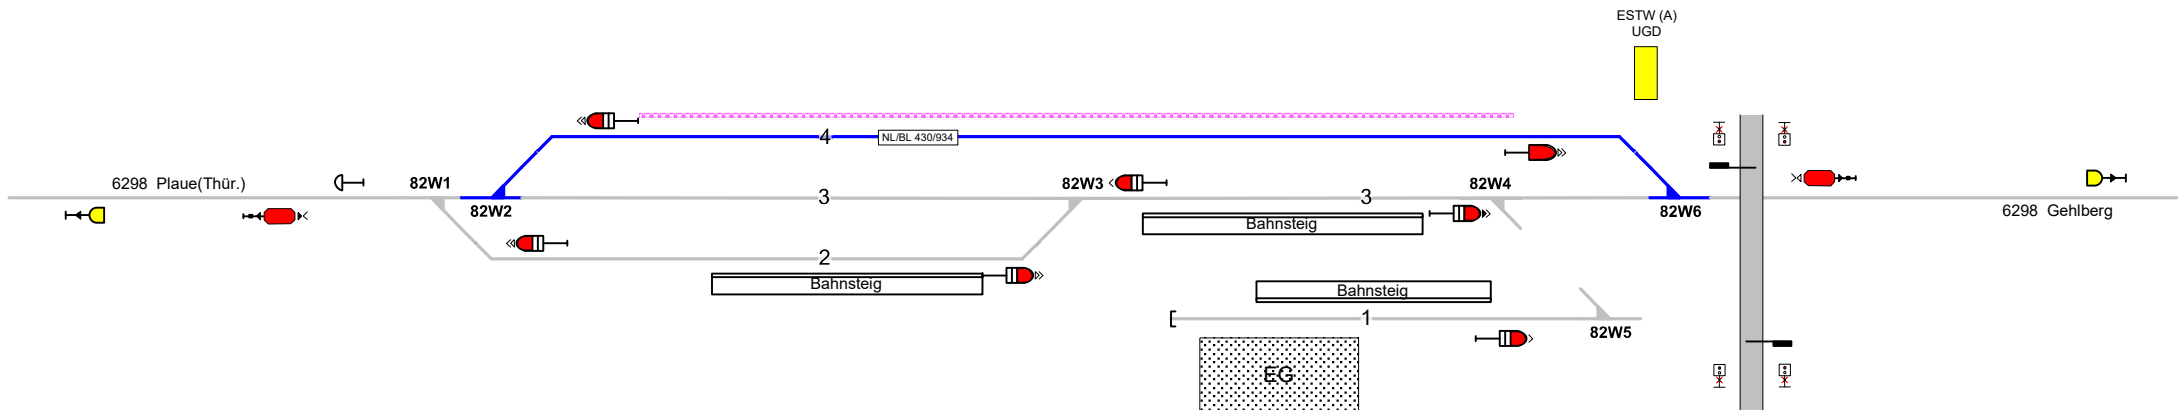 ESTW (A)
UGD
4
NL/BL 430/934
6298 Plaue(Thür.)
82W1
82W3
82W4
3
3
82W2
82W6
6298 Gehlberg
Bahnsteig
2
Bahnsteig
Bahnsteig
1
82W5
EG